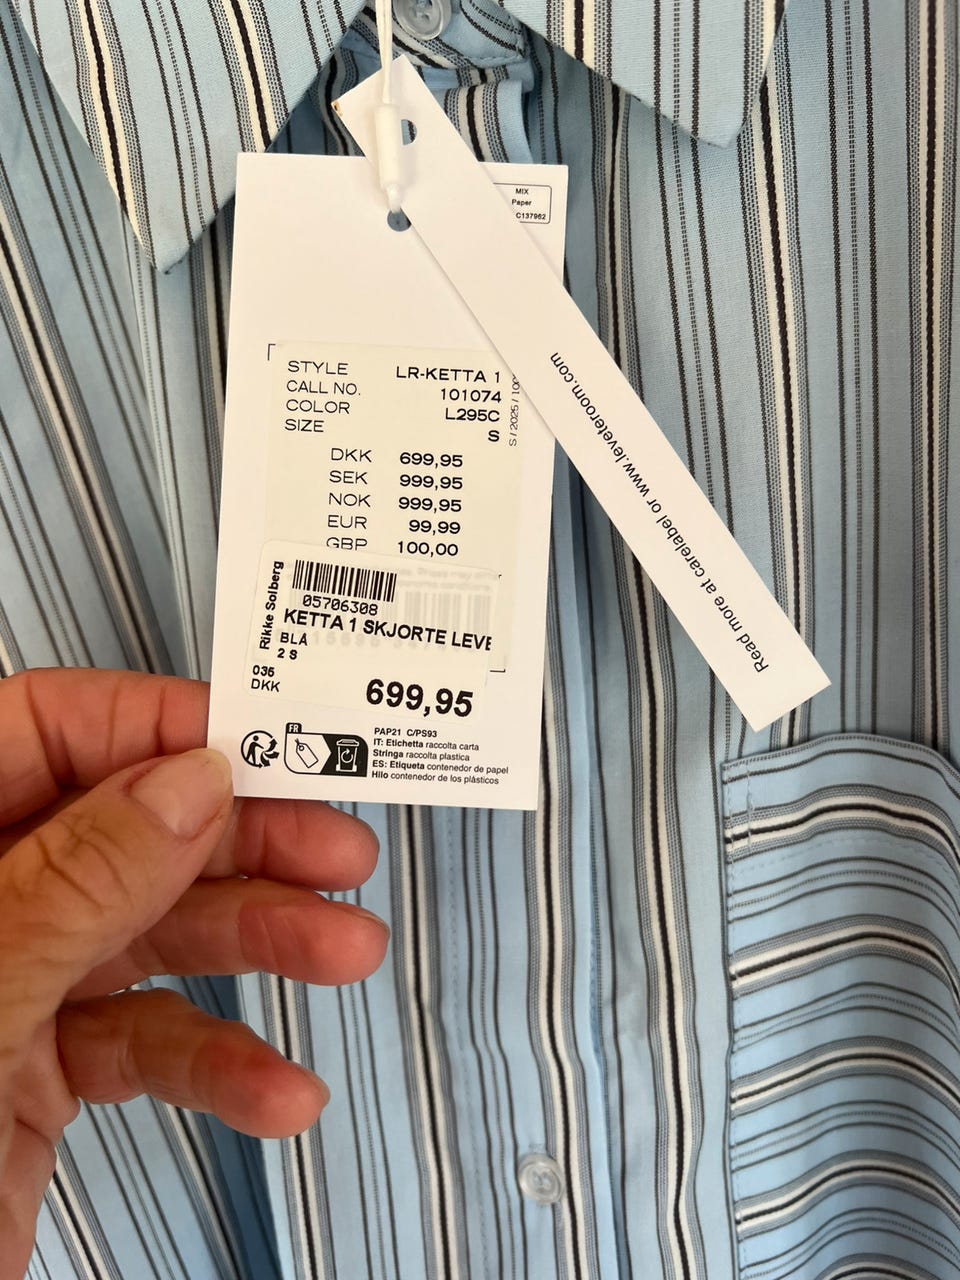 MIX
Paper
C137962
STYLE LR-KETTA 1
CALL NO. 101074
COLOR L295C
SIZE S
S / 2025 /
DKK 699,95
SEK 999,95
NOK 999,95
EUR 99,99
GBP 100,00
Rikke Solberg
05706308
KETTA 1 SKJORTE LEVE
BLÅ
2 S
035
DKK
699,95
FR
PAP21 C/PS93
IT: Etichetta raccolta carta
Stringa raccolta plastica
ES: Etiqueta contenedor de papel
Hilo contenedor de los plásticos
Read more at carelabel or www.leveteroom.com